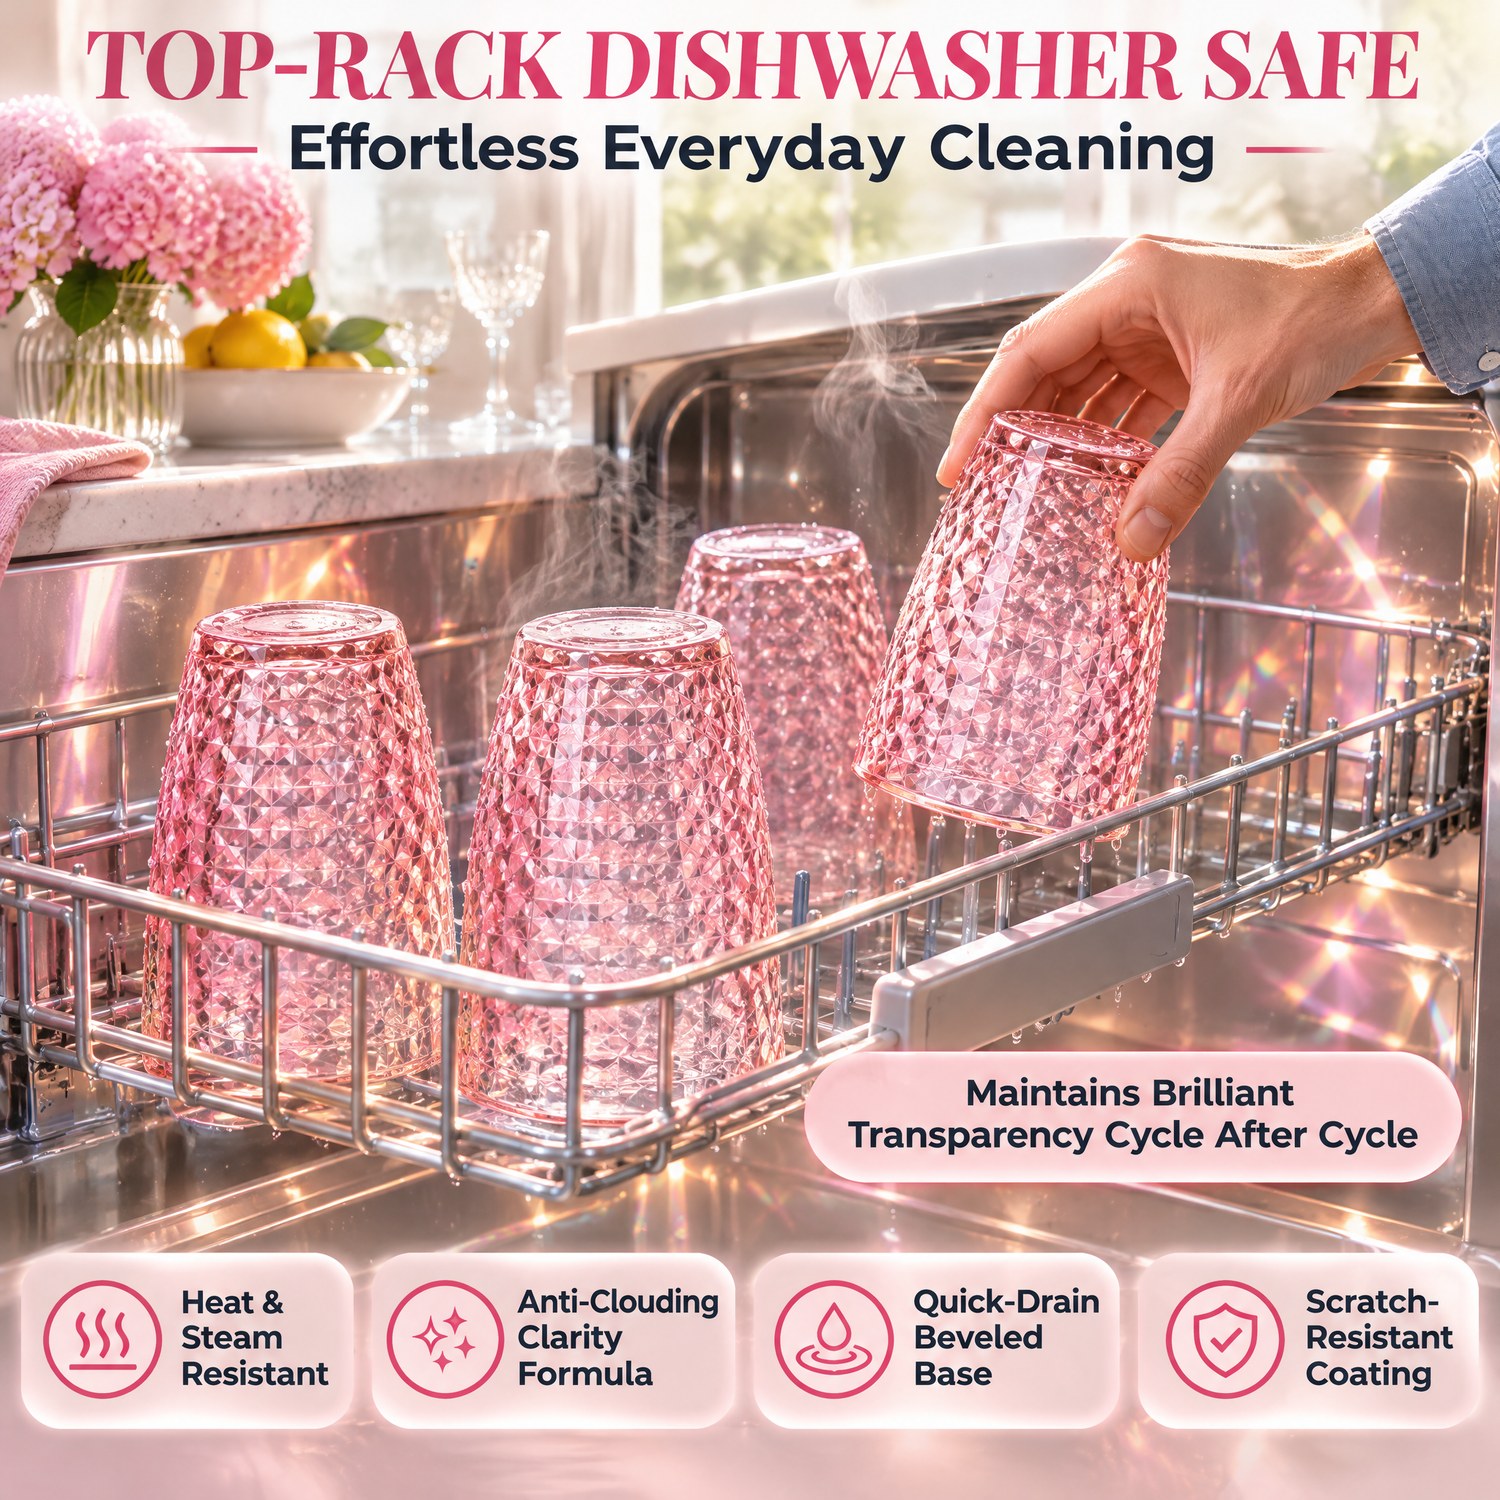 TOP-RACK DISHWASHER SAFE
Effortless Everyday Cleaning
Maintains Brilliant
Transparency Cycle After Cycle
Heat &
Steam
Resistant
Anti-Clouding
Clarity
Formula
Quick-Drain
Beveled
Base
Scratch-
Resistant
Coating